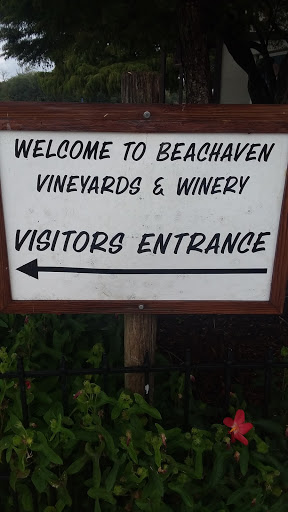 WELCOME TO BEACHAVEN
VINEYARDS & WINERY
VISITORS ENTRANCE